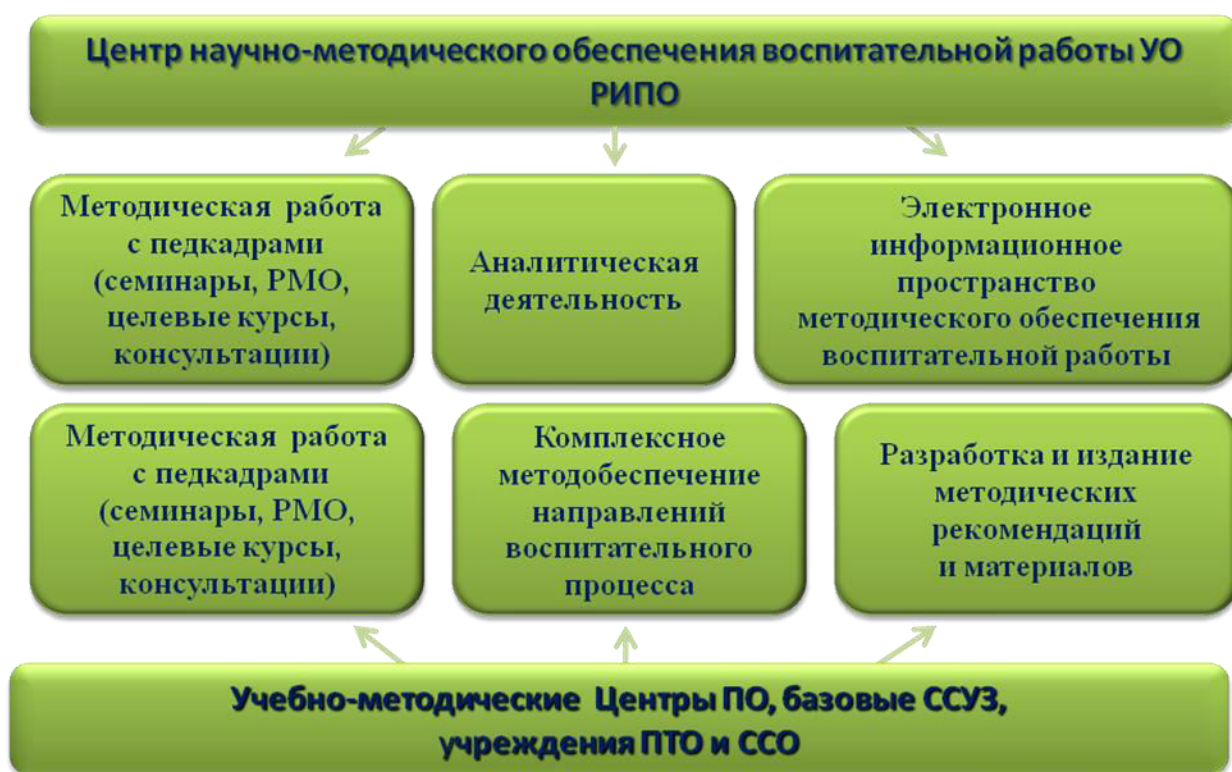 Центр научно-методического обеспечения воспитательной работы УО
РИПО
Методическая работа
с педкадрами
(семинары, РМО,
целевые курсы,
консультации)
Аналитическая
деятельность
Электронное
информационное
пространство
методического обеспечения
воспитательной работы
Методическая работа
с педкадрами
(семинары, РМО,
целевые курсы,
консультации)
Комплексное
методобеспечение
направлений
воспитательного
процесса
Разработка и издание
методических
рекомендаций
и материалов
Учебно-методические Центры ПО, базовые ССУЗ,
учреждения ПТО и ССО